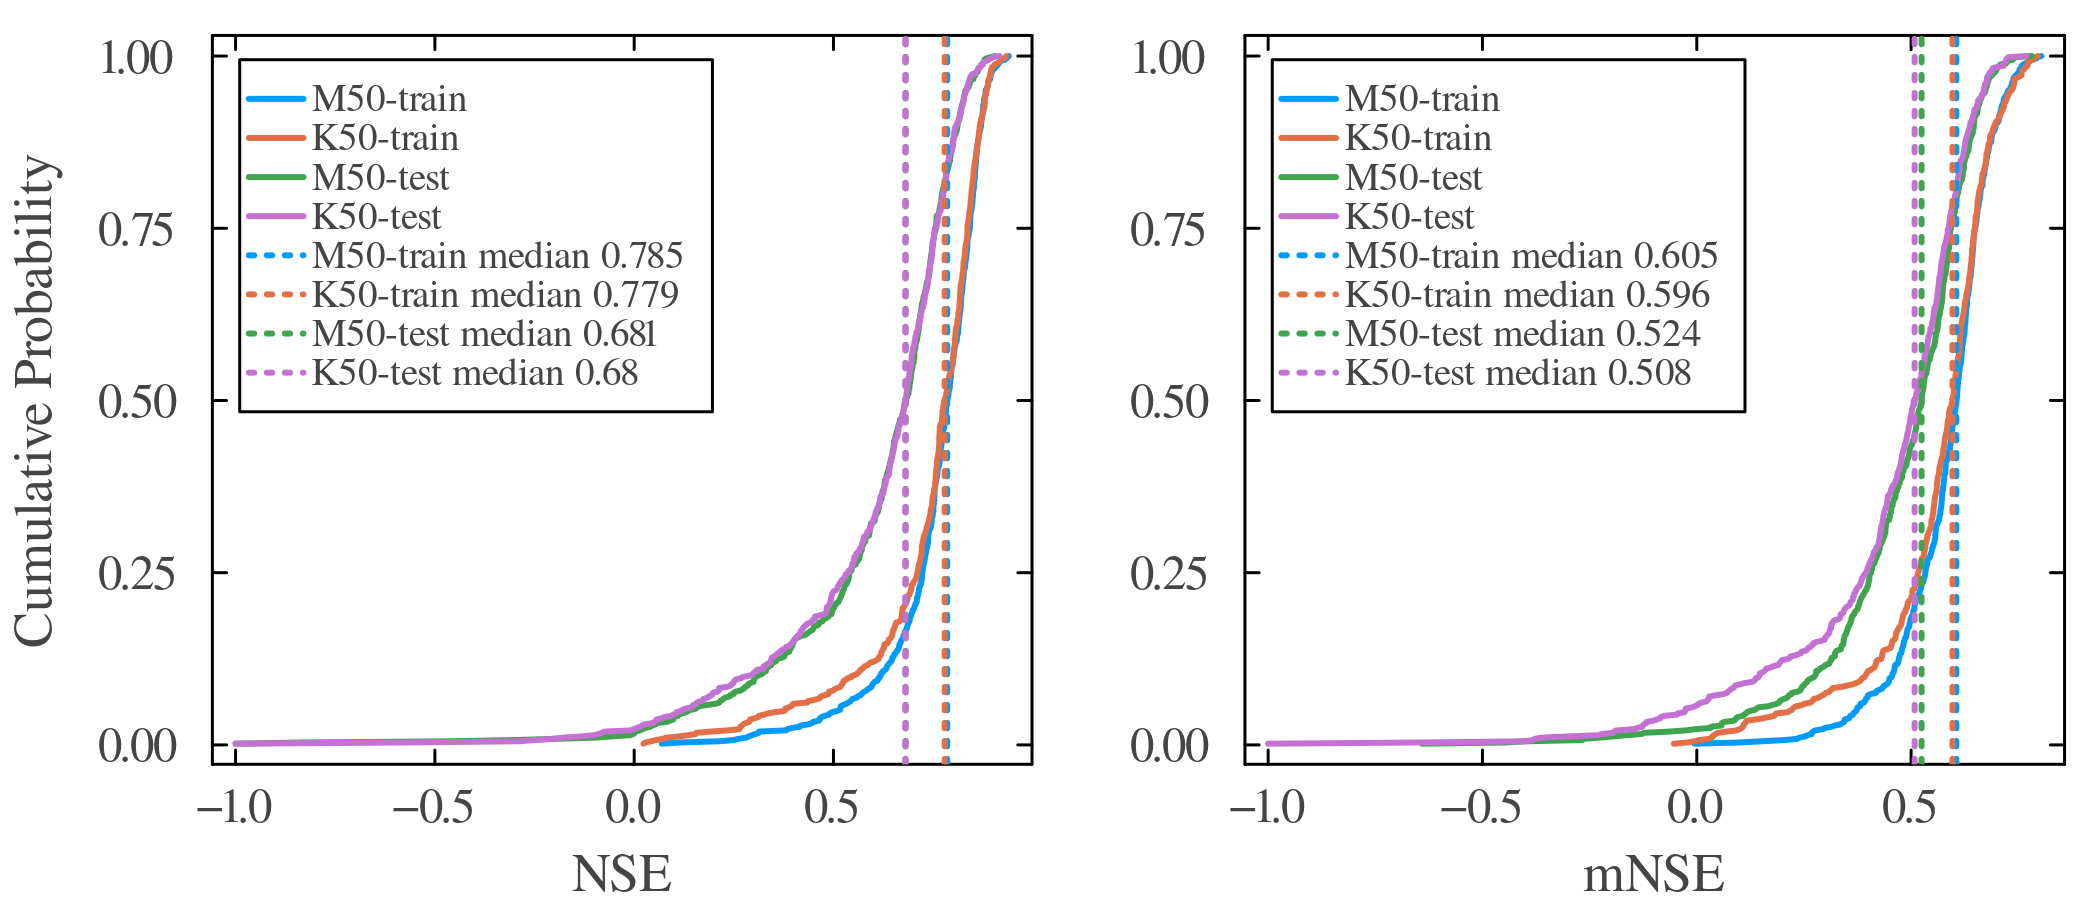 Cumulative Probability
1.00
0.75
0.50
0.25
0.00
M50-train
K50-train
M50-test
K50-test
M50-train median 0.785
K50-train median 0.779
M50-test median 0.681
K50-test median 0.68
−1.0
−0.5
0.0
0.5
NSE
1.00
0.75
0.50
0.25
0.00
M50-train
K50-train
M50-test
K50-test
M50-train median 0.605
K50-train median 0.596
M50-test median 0.524
K50-test median 0.508
−1.0
−0.5
0.0
0.5
mNSE